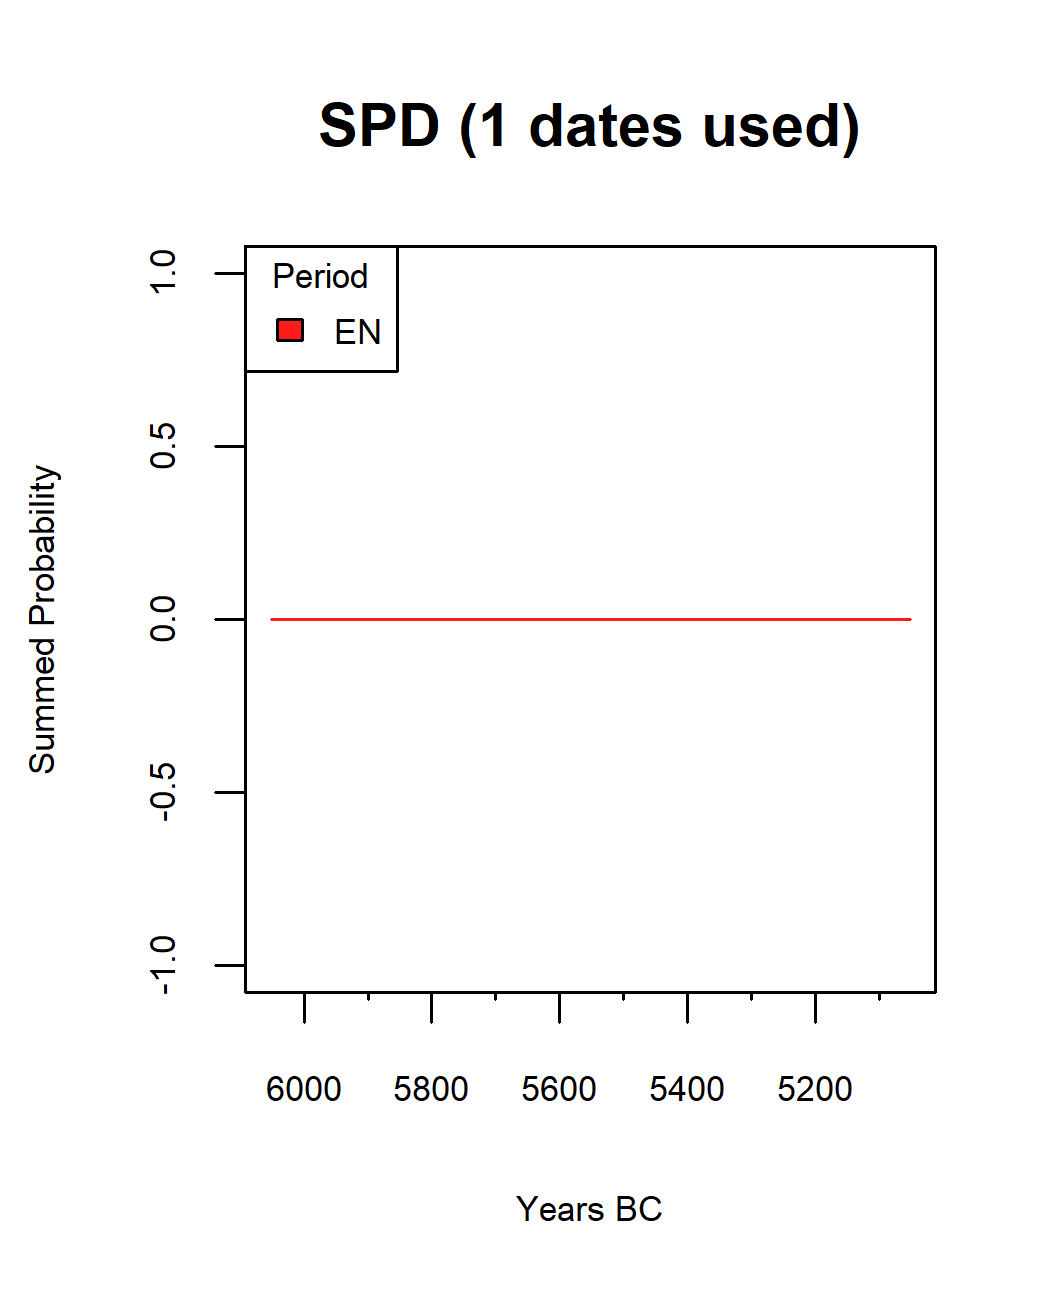 SPD (1 dates used)
Period
EN
1.0
0.5
0.0
-0.5
-1.0
Summed Probability
6000 5800 5600 5400 5200
Years BC